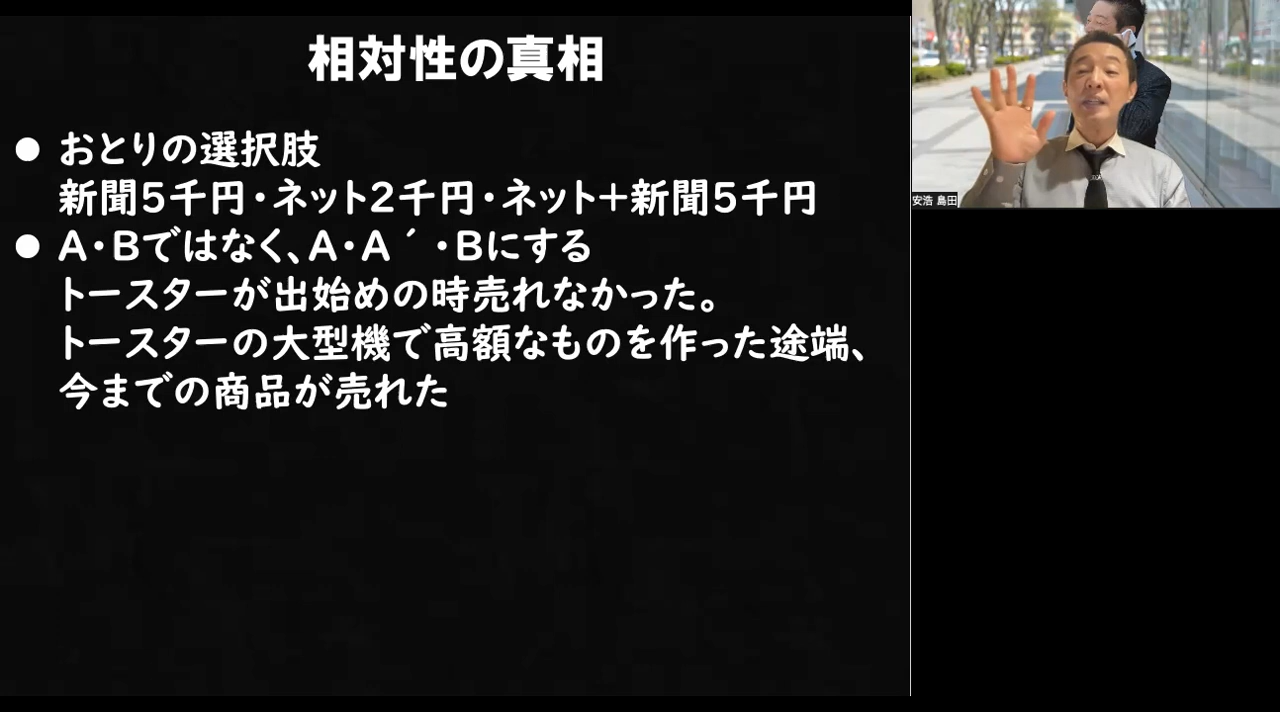 相対性の真相
● おとりの選択肢
新聞5千円・ネット2千円・ネット＋新聞5千円
● A・Bではなく、A・A´・Bにする
トースターが出始めの時売れなかった。
トースターの大型機で高額なものを作った途端、
今までの商品が売れた
安浩 島田